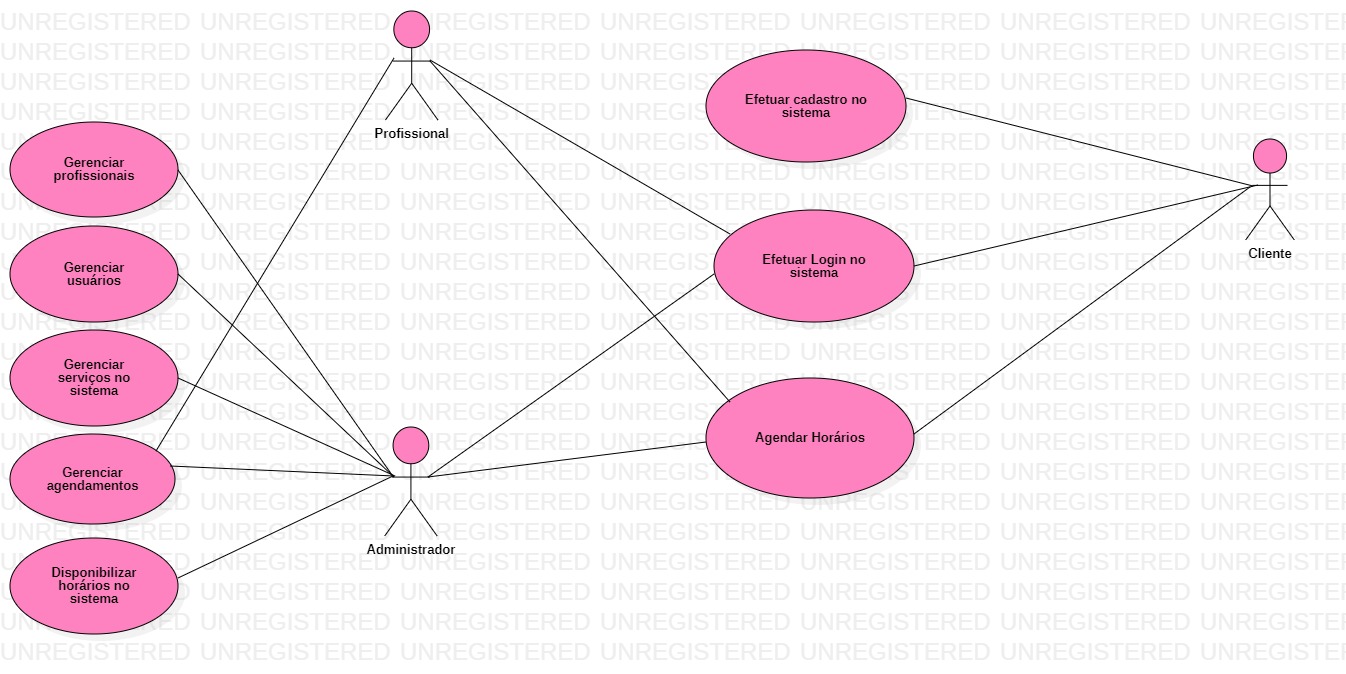 Profissional
Efetuar cadastro no
sistema
Gerenciar
profissionais
Cliente
Gerenciar
usuários
Efetuar Login no
sistema
Gerenciar
serviços no
sistema
Agendar Horários
Gerenciar
agendamentos
Administrador
Disponibilizar
horários no
sistema
UNREGISTERED UNREGISTERED UNREGISTERED UNREGISTERED UNREGISTERED UNREGISTERED UNREGISTERED